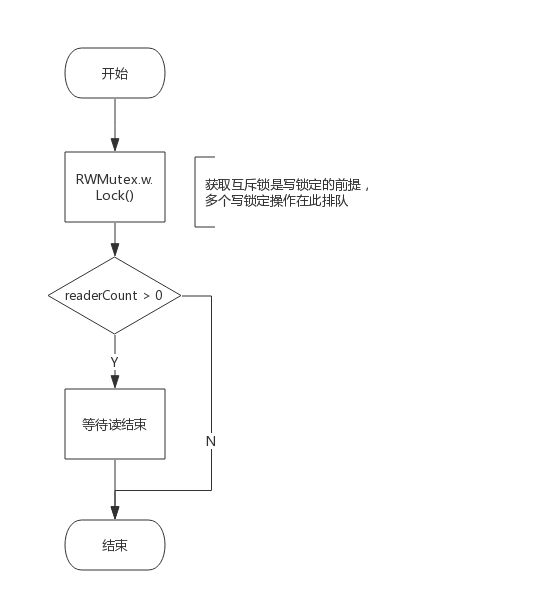 开始
RWMutex.w.
Lock()
获取互斥锁是写锁定的前提，
多个写锁定操作在此排队
readerCount > 0
Y
等待读结束
N
结束